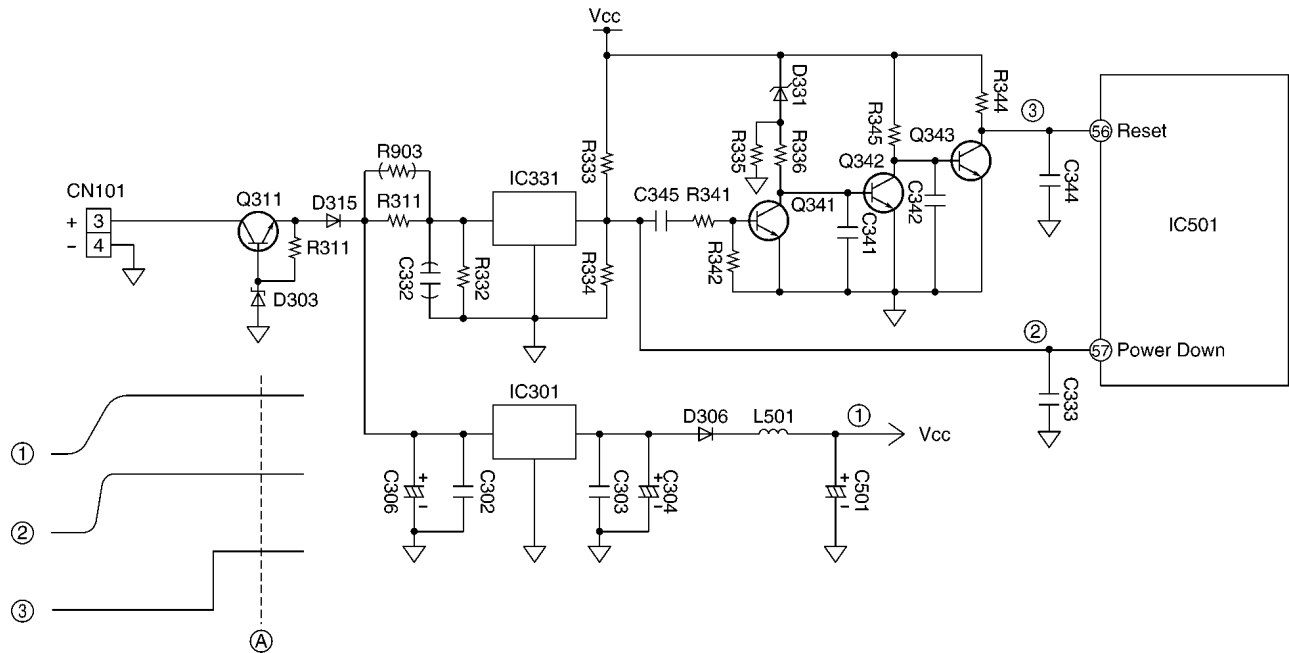 Vcc
D331
R344
③
56 Reset
R345
Q343
R903
R333
R335
R336
Q342
C344
CN101
Q311
D315
IC331
C345
R341
+ 3
- 4
R311
R311
Q341
C341
C342
IC501
R342
D303
C332
R332
R334
②
57 Power Down
C333
IC301
D306
L501
①
Vcc
①
C306
+
-
C302
C303
C304
+
-
C501
+
-
②
③
Ⓐ